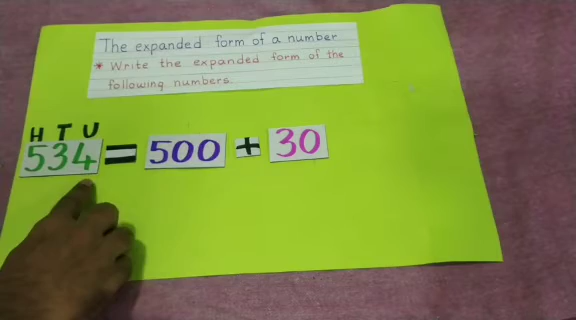 The expanded form of a number
* Write the expanded form of the
following numbers.
H T U
534 = 500 + 30